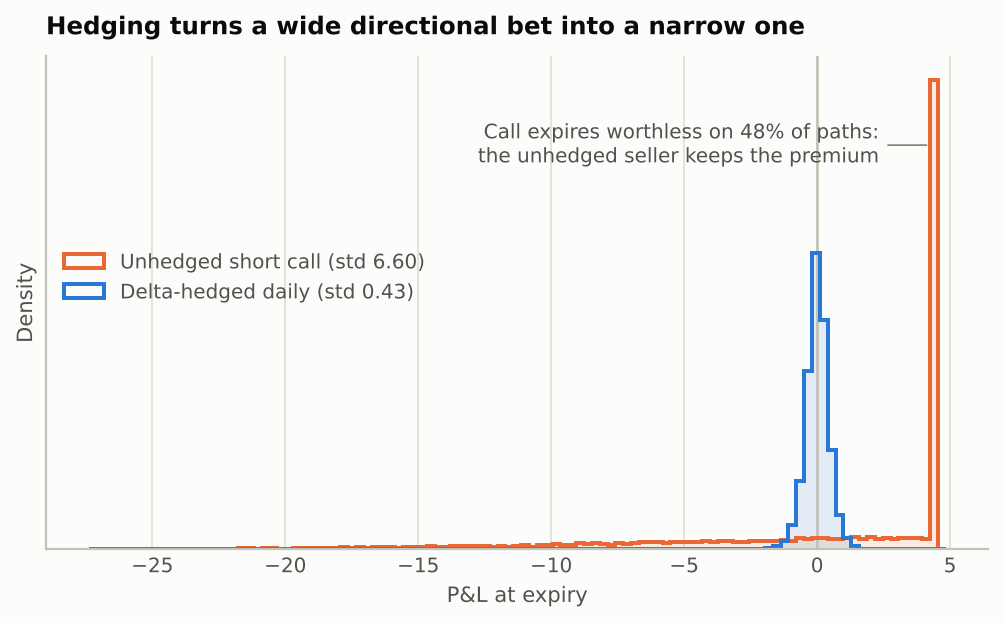 Hedging turns a wide directional bet into a narrow one
Call expires worthless on 48% of paths:
the unhedged seller keeps the premium
Unhedged short call (std 6.60)
Delta-hedged daily (std 0.43)
Density
−25 −20 −15 −10 −5 0 5
P&L at expiry